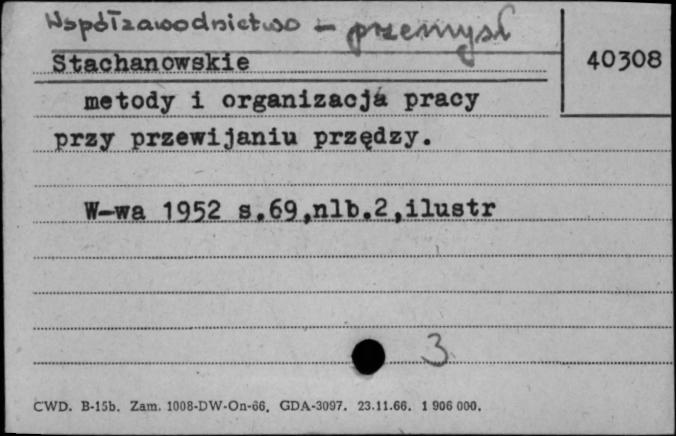 Współzawodnictwo - przemysł
Stachanowskie
40308
metody i organizacja pracy
przy przewijaniu przędzy.
W-wa 1952 s.69,nlb.2,ilustr
3
CWD. B-15b. Zam. 1008-DW-On-66. GDA-3097. 23.11.66. 1 906 000.